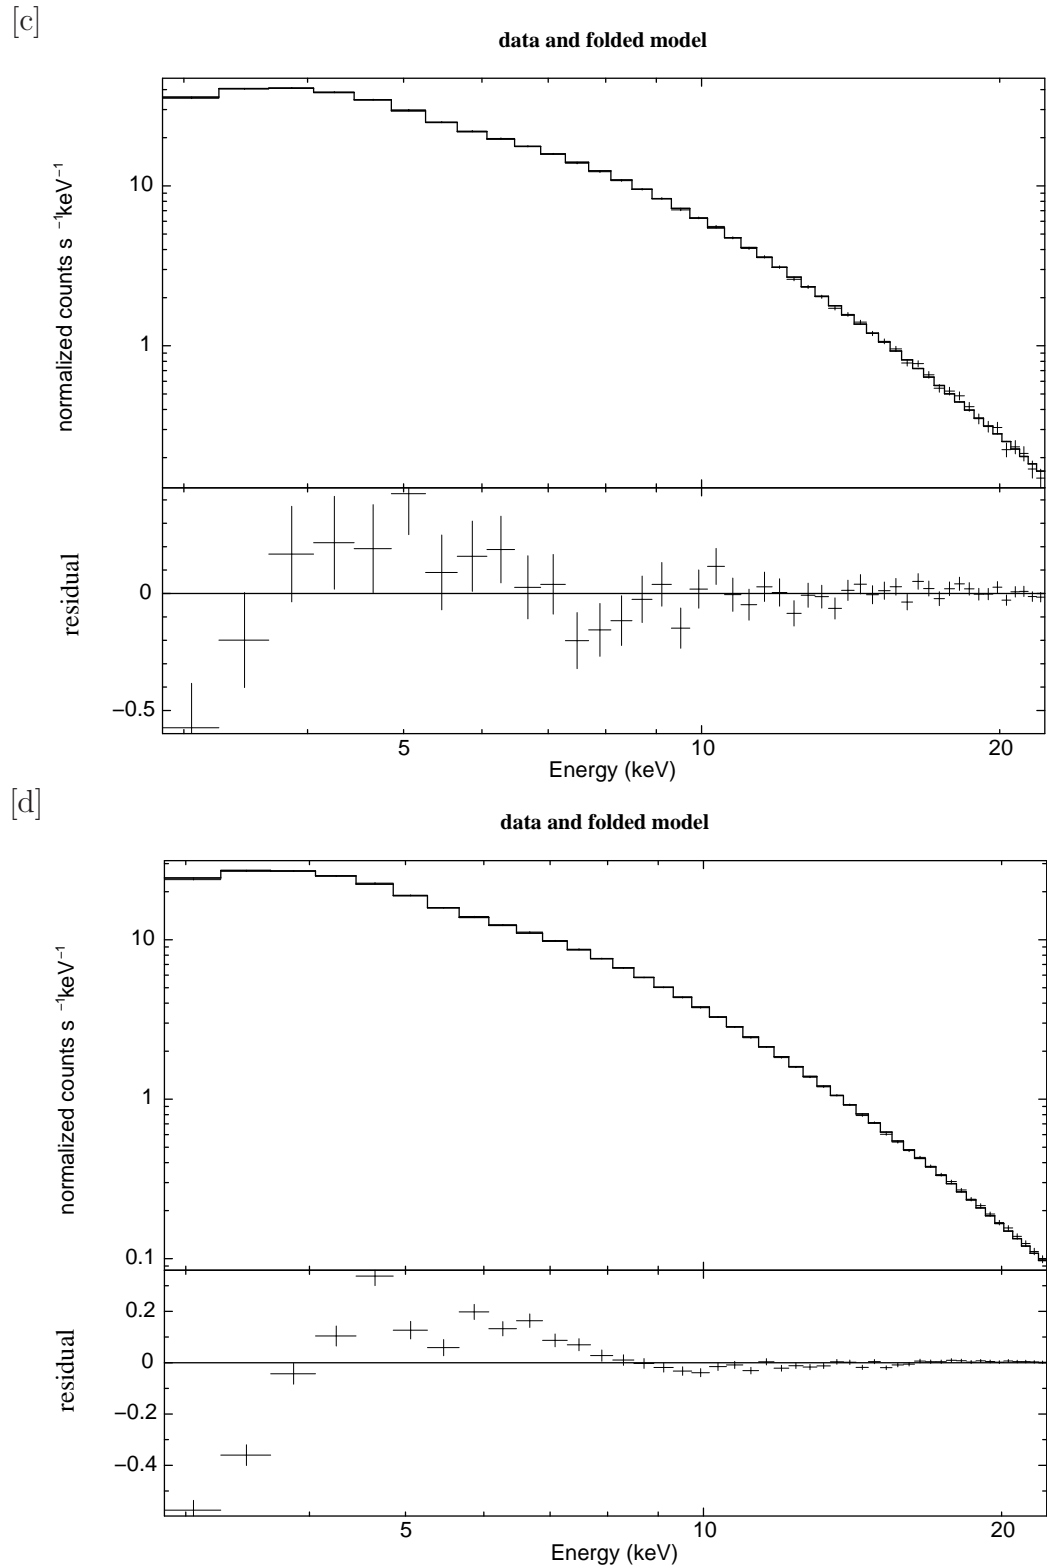 [c]
data and folded model
normalized counts s −1keV−1
10
1
residual
0
−0.5
5
10
20
Energy (keV)
[d]
data and folded model
normalized counts s −1keV−1
10
1
0.1
residual
0.2
0
−0.2
−0.4
5
10
20
Energy (keV)